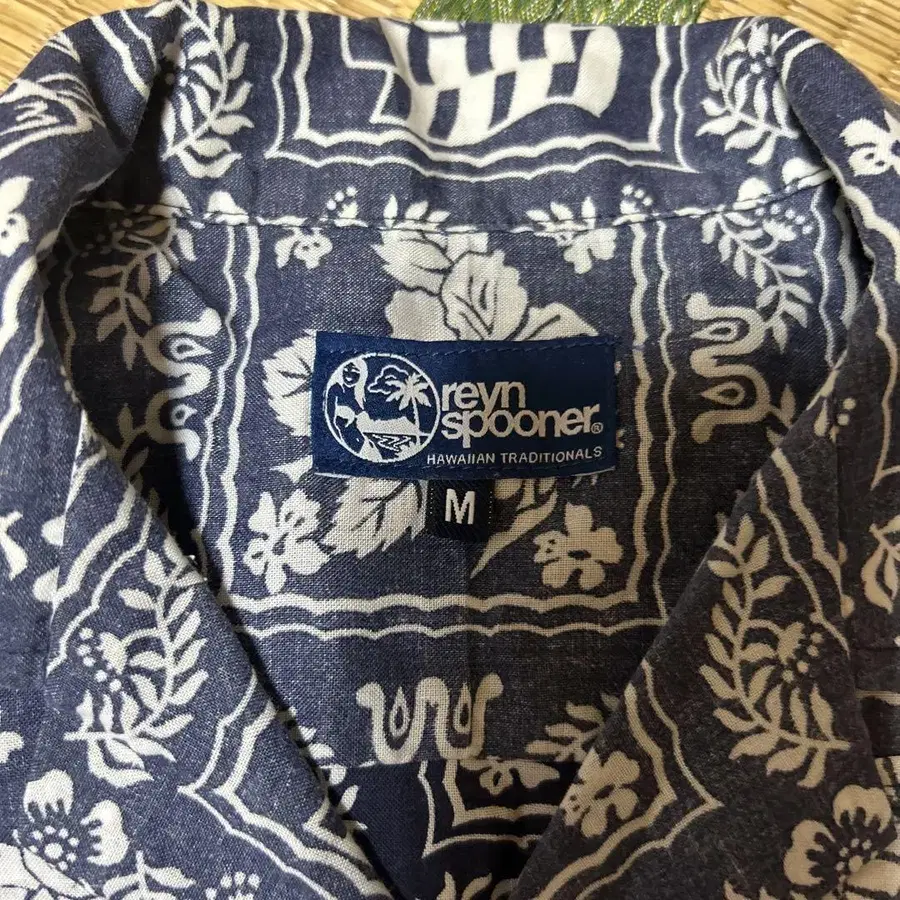 reyn
spooner®
HAWAIIAN TRADITIONALS
M